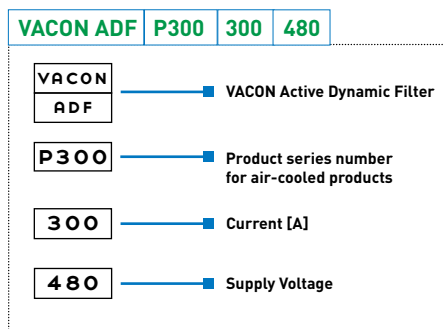 VACON ADF P300 300 480
VACON
ADF
VACON Active Dynamic Filter
P300
Product series number
for air-cooled products
300
Current [A]
480
Supply Voltage